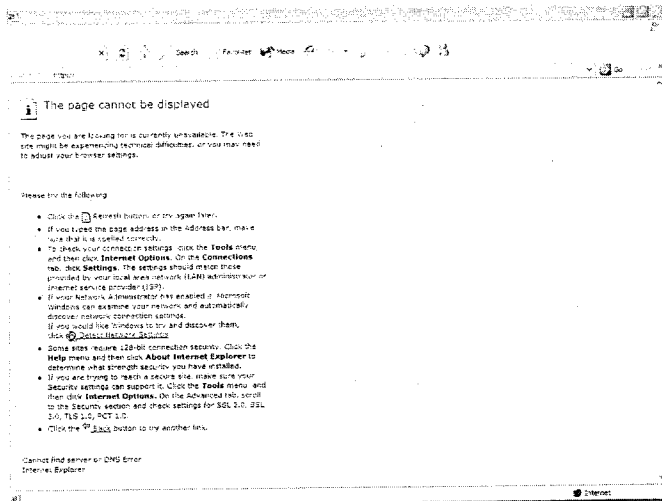 Search Favorites Media
Go
The page cannot be displayed
The page you are looking for is currently unavailable. The Web
site might be experiencing technical difficulties, or you may need
to adjust your browser settings.
Please try the following:
Click the Refresh button, or try again later.
If you typed the page address in the Address bar, make
sure that it is spelled correctly.
To check your connection settings, click the Tools menu,
and then click Internet Options. On the Connections
tab, click Settings. The settings should match those
provided by your local area network (LAN) administrator or
Internet service provider (ISP).
If your Network Administrator has enabled it, Microsoft
Windows can examine your network and automatically
discover network connection settings.
If you would like Windows to try and discover them,
click Detect Network Settings
Some sites require 128-bit connection security. Click the
Help menu and then click About Internet Explorer to
determine what strength security you have installed.
If you are trying to reach a secure site, make sure your
Security settings can support it. Click the Tools menu, and
then click Internet Options. On the Advanced tab, scroll
to the Security section and check settings for SSL 2.0, SSL
3.0, TLS 1.0, PCT 1.0.
Click the Back button to try another link.
Cannot find server or DNS Error
Internet Explorer
Internet